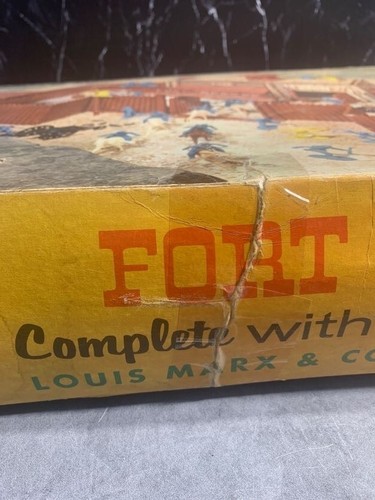 FORT
Complete with
LOUIS MARX & CO